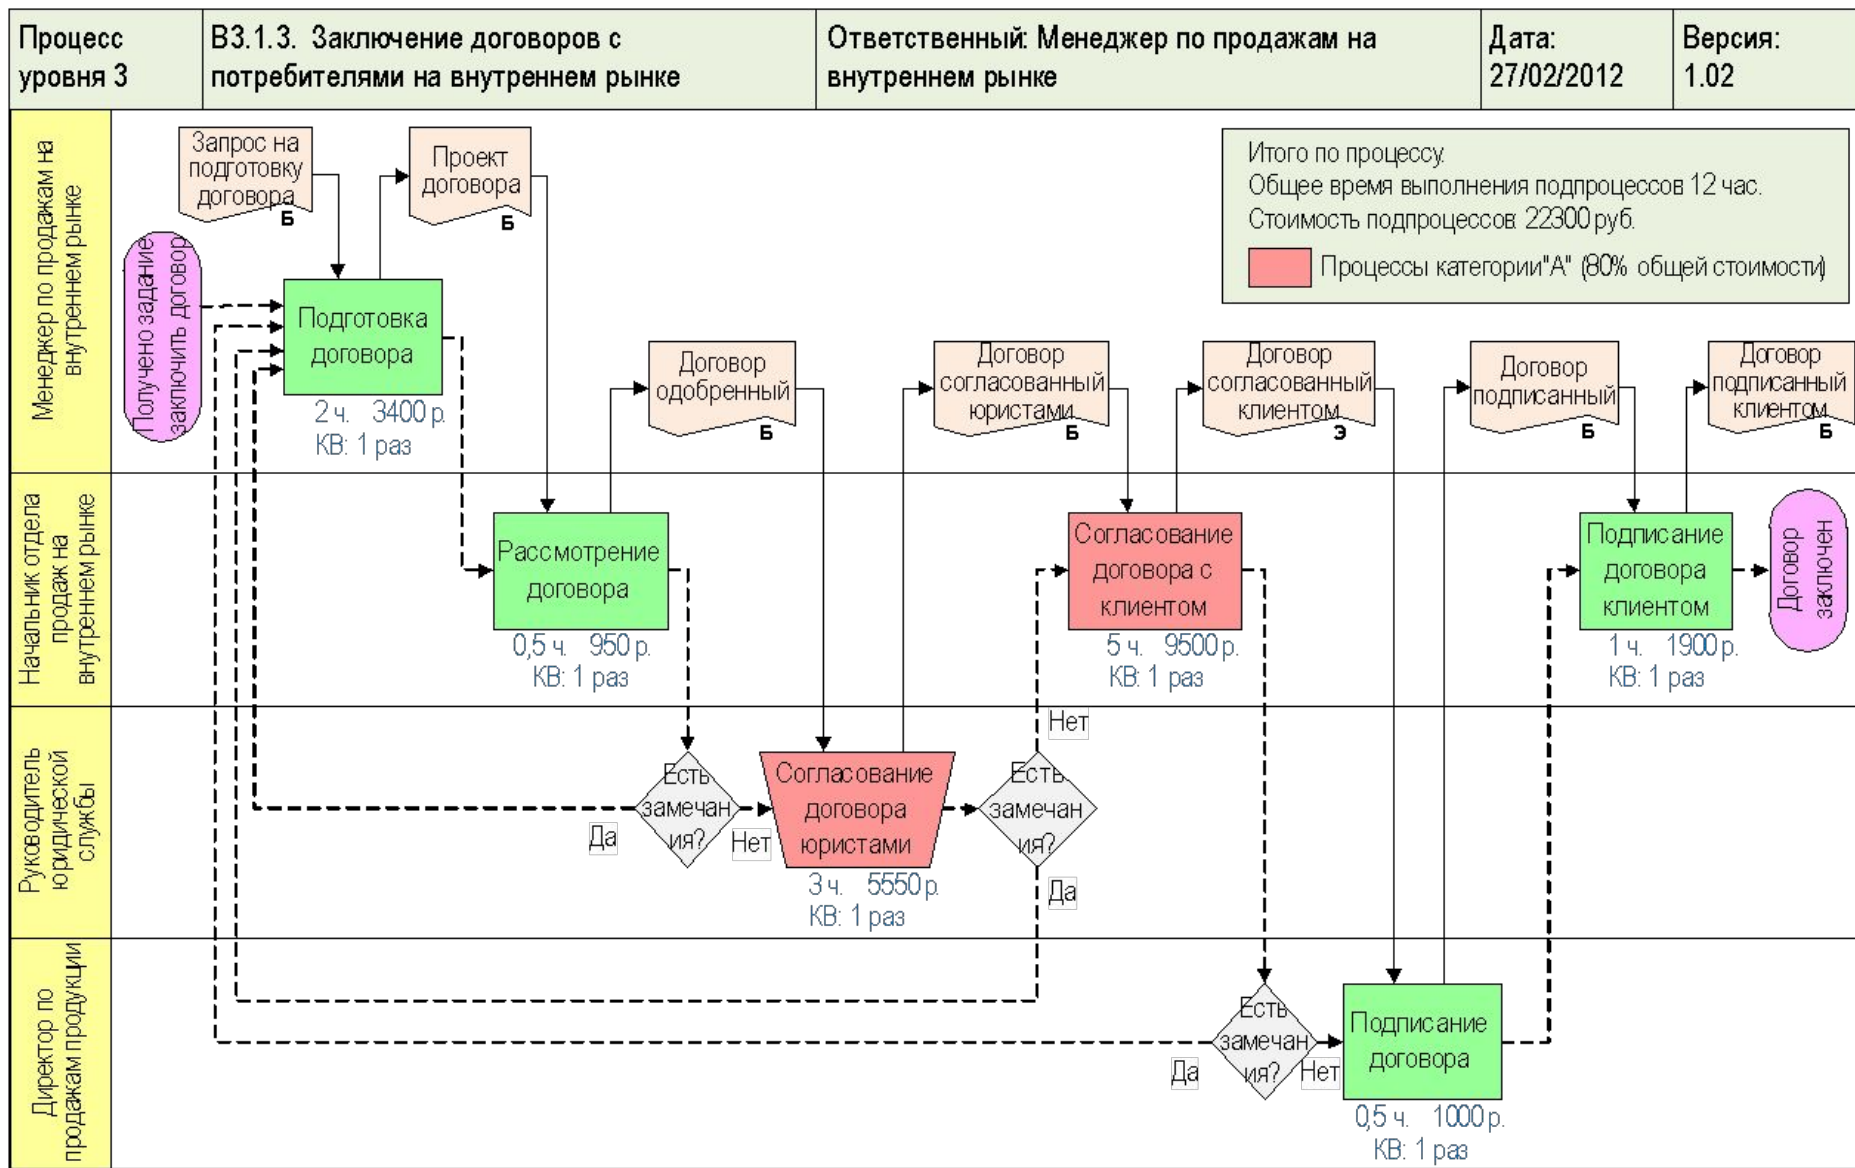 Процесс
уровня 3
В3.1.3. Заключение договоров с
потребителями на внутреннем рынке
Ответственный: Менеджер по продажам на
внутреннем рынке
Дата:
27/02/2012
Версия:
1.02
Менеджер по продажам на
внутреннем рынке
Получено задание
заключить договор
Запрос на
подготовку
договора
Б
Проект
договора
Б
Итого по процессу:
Общее время выполнения подпроцессов 12 час.
Стоимость подпроцессов: 22300 руб.
Процессы категории "А" (80% общей стоимости)
Подготовка
договора
2 ч. 3400 р.
КВ: 1 раз
Договор
одобренный
Б
Договор
согласованный
юристами
Б
Договор
согласованный
клиентом
Э
Договор
подписанный
Б
Договор
подписанный
клиентом
Б
Начальник отдела
продаж на
внутреннем рынке
Рассмотрение
договора
0,5 ч. 950 р.
КВ: 1 раз
Согласование
договора с
клиентом
5 ч. 9500 р.
КВ: 1 раз
Подписание
договора
клиентом
1 ч. 1900 р.
КВ: 1 раз
Договор
заключен
Руководитель
юридической
службы
Есть
замечан
ия?
Да
Нет
Согласование
договора
юристами
3 ч. 5550 р.
КВ: 1 раз
Нет
Есть
замечан
ия?
Да
Директор по
продажам продукции
Есть
замечан
ия?
Да
Нет
Подписание
договора
0,5 ч. 1000 р.
КВ: 1 раз